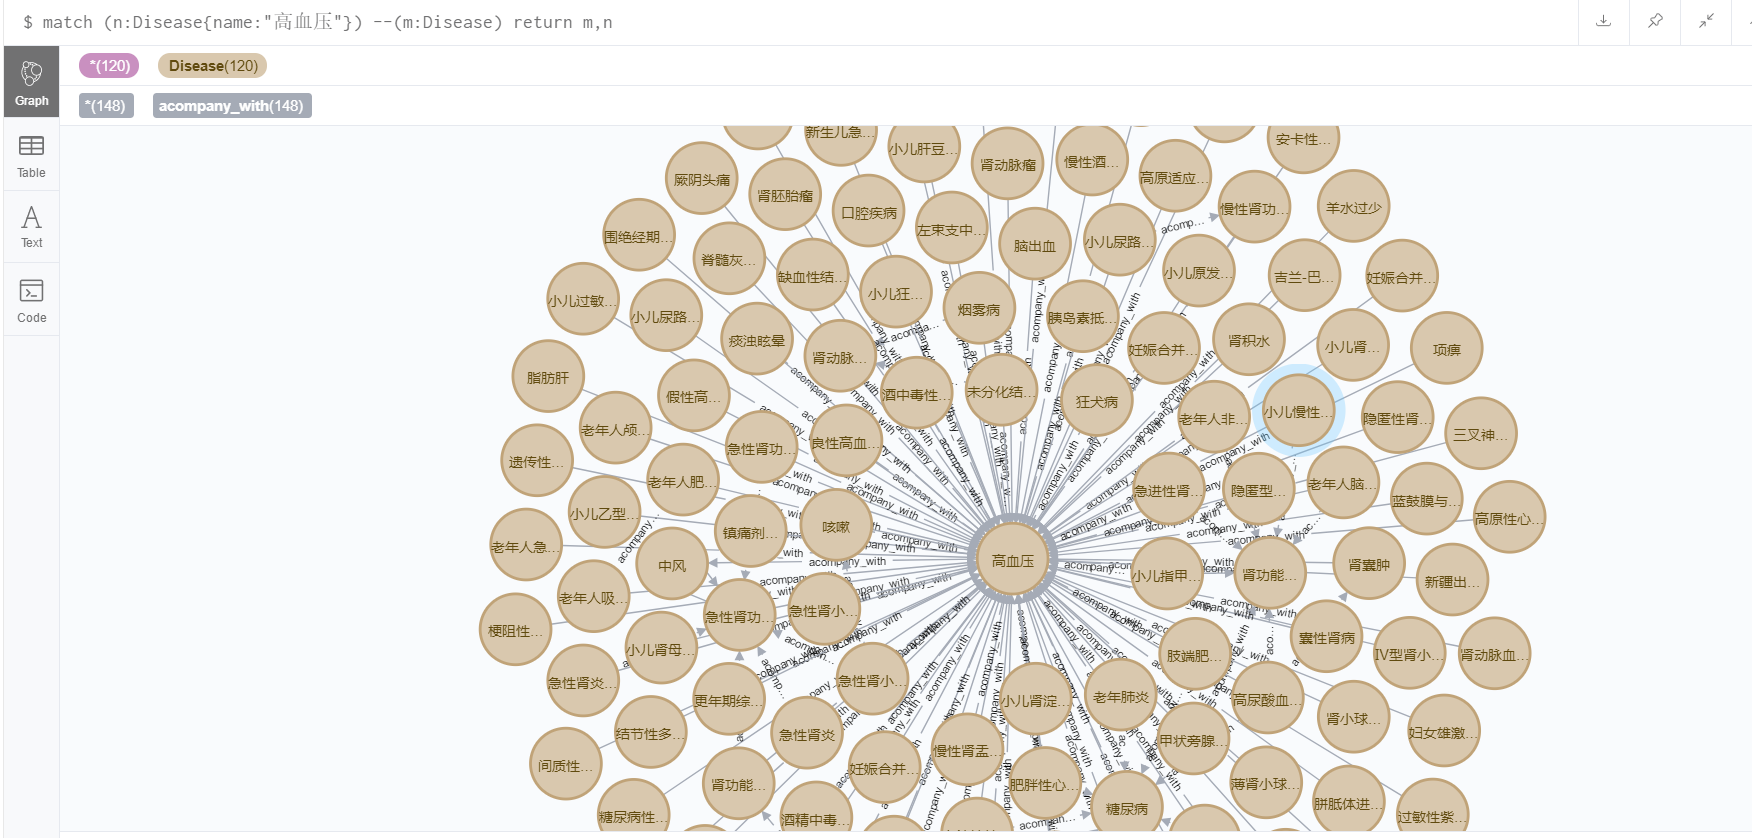 $ match (n:Disease{name:"高血压"}) --(m:Disease) return m,n
*(120) Disease(120)
*(148) acompany_with(148)
Graph
Table
Text
Code
新生儿急...
小儿肝豆...
肾动脉瘤
慢性酒...
高原适应...
安卡性...
厥阴头痛
肾胚胎瘤
口腔疾病
左束支中...
脑出血
小儿尿路...
acomp...
慢性肾功...
羊水过少
围绝经期...
脊髓灰...
缺血性结...
小儿狂...
烟雾病
胰岛素抵...
小儿原发...
吉兰-巴...
妊娠合并...
小儿过敏...
小儿尿路...
痰浊眩晕
肾动脉...
酒中毒性...
未分化结...
狂犬病
妊娠合并...
肾积水
小儿肾...
项痹
脂肪肝
假性高...
老年人颅...
急性肾功...
良性高血...
老年人非...
小儿慢性...
隐匿性肾...
三叉神...
遗传性...
老年人肥...
急进性肾...
隐匿型...
老年人脑...
蓝鼓膜与...
高原性心...
小儿乙型...
镇痛剂...
咳嗽
老年人急...
中风
高血压
小儿指甲...
肾功能...
肾囊肿
新疆出...
老年人吸...
急性肾功...
急性肾小...
梗阻性...
小儿肾母...
囊性肾病
IV型肾小...
肾动脉血...
肢端肥...
急性肾炎...
更年期综...
急性肾小...
小儿肾淀...
老年肺炎
高尿酸血...
肾小球...
妇女雄激...
结节性多...
急性肾炎
慢性肾盂...
甲状旁腺...
间质性...
肾功能...
妊娠合并...
肥胖性心...
糖尿病
薄肾小球...
胼胝体进...
过敏性紫...
糖尿病性...
酒精中毒...
acompany_with